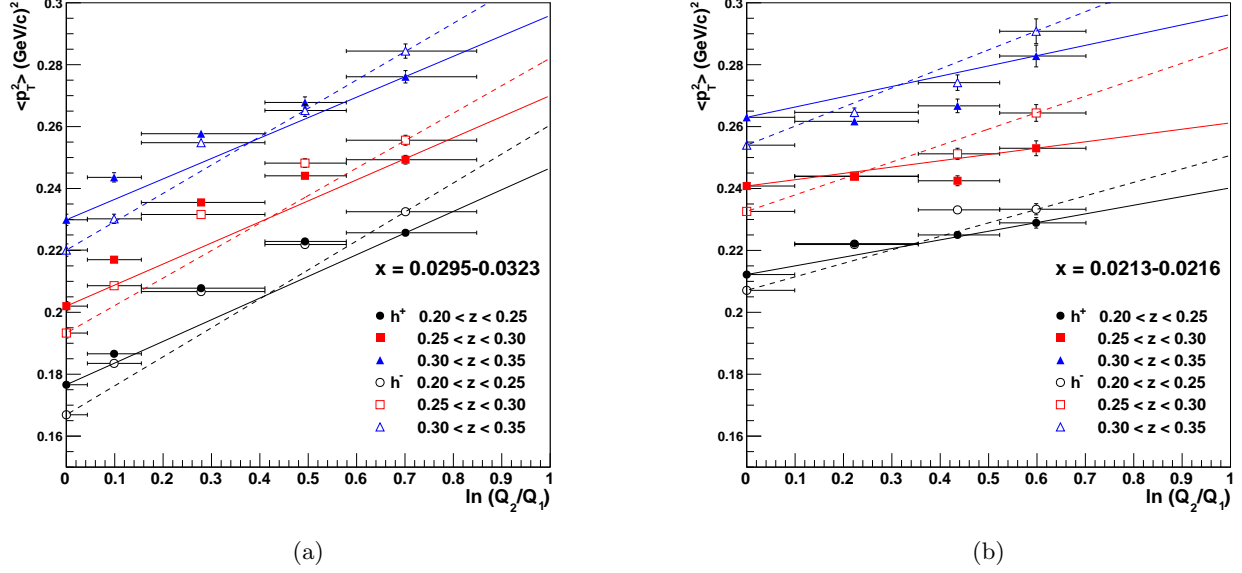 <p²_T> (GeV/c)²
0.3
0.28
0.26
0.24
0.22
0.2
0.18
0.16
x = 0.0295-0.0323
h⁺ 0.20 < z < 0.25
0.25 < z < 0.30
0.30 < z < 0.35
h⁻ 0.20 < z < 0.25
0.25 < z < 0.30
0.30 < z < 0.35
0 0.1 0.2 0.3 0.4 0.5 0.6 0.7 0.8 0.9 1
ln (Q₂/Q₁)
(a)
<p²_T> (GeV/c)²
0.3
0.28
0.26
0.24
0.22
0.2
0.18
0.16
x = 0.0213-0.0216
h⁺ 0.20 < z < 0.25
0.25 < z < 0.30
0.30 < z < 0.35
h⁻ 0.20 < z < 0.25
0.25 < z < 0.30
0.30 < z < 0.35
0 0.1 0.2 0.3 0.4 0.5 0.6 0.7 0.8 0.9 1
ln (Q₂/Q₁)
(b)